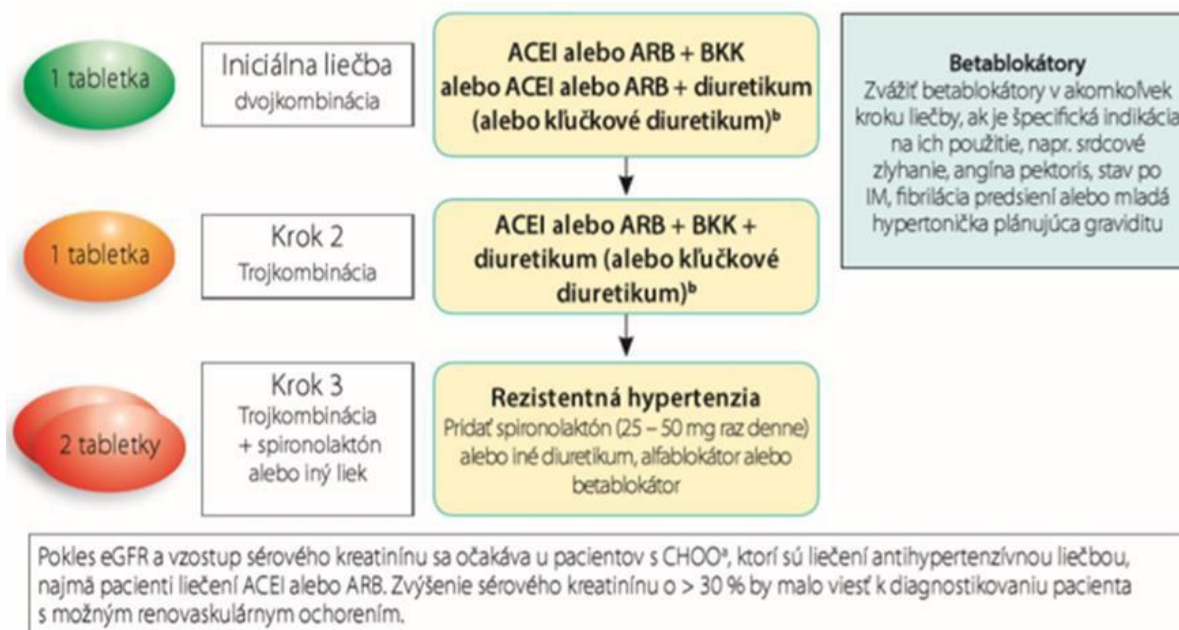 1 tabletka
Iniciálna liečba
dvojkombinácia
ACEI alebo ARB + BKK
alebo ACEI alebo ARB + diuretikum
(alebo kľučkové diuretikum)ᵇ
Betablokátory
Zvážiť betablokátory v akomkoľvek
kroku liečby, ak je špecifická indikácia
na ich použitie, napr. srdcové
zlyhanie, angína pektoris, stav po
IM, fibrilácia predsiení alebo mladá
hypertonička plánujúca graviditu
1 tabletka
Krok 2
Trojkombinácia
ACEI alebo ARB + BKK +
diuretikum (alebo kľučkové
diuretikum)ᵇ
2 tabletky
Krok 3
Trojkombinácia
+ spironolaktón
alebo iný liek
Rezistentná hypertenzia
Pridať spironolaktón (25 – 50 mg raz denne)
alebo iné diuretikum, alfablokátor alebo
betablokátor
Pokles eGFR a vzostup sérového kreatinínu sa očakáva u pacientov s CHOOᵃ, ktorí sú liečení antihypertenzívnou liečbou,
najmä pacienti liečení ACEI alebo ARB. Zvýšenie sérového kreatinínu o > 30 % by malo viesť k diagnostikovaniu pacienta
s možným renovaskulárnym ochorením.